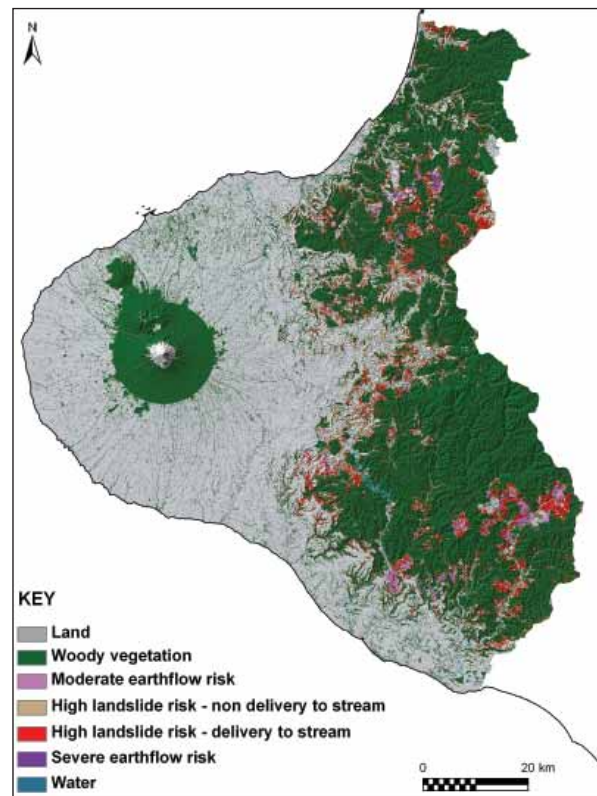 N
KEY
Land
Woody vegetation
Moderate earthflow risk
High landslide risk - non delivery to stream
High landslide risk - delivery to stream
Severe earthflow risk
Water
0 20 km